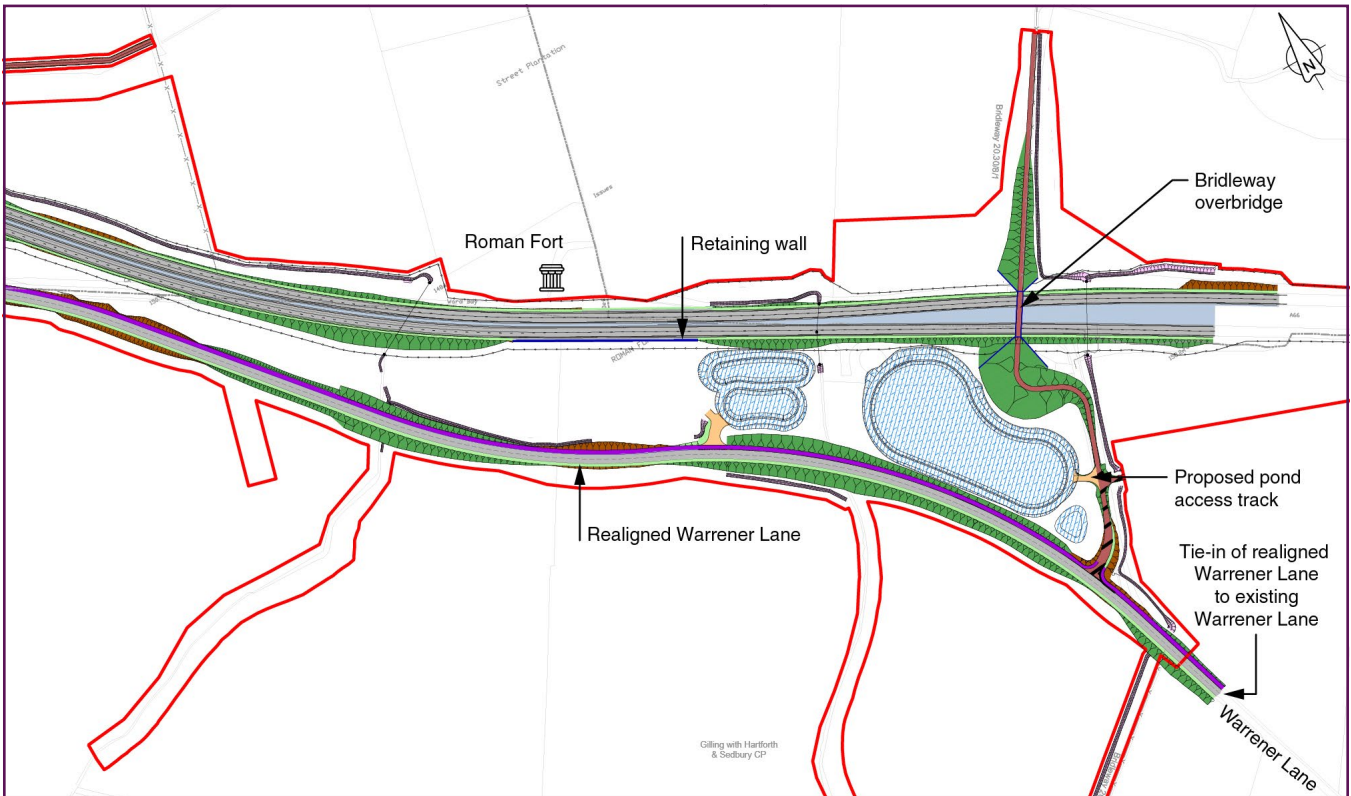 Street Plantation
N
Bridleway 20.30/8/1
Issues
Bridleway
overbridge
Roman Fort
Retaining wall
A66
Proposed pond
access track
Realigned Warrener Lane
Tie-in of realigned
Warrener Lane
to existing
Warrener Lane
Warrener Lane
Gilling with Hartforth
& Sedbury CP